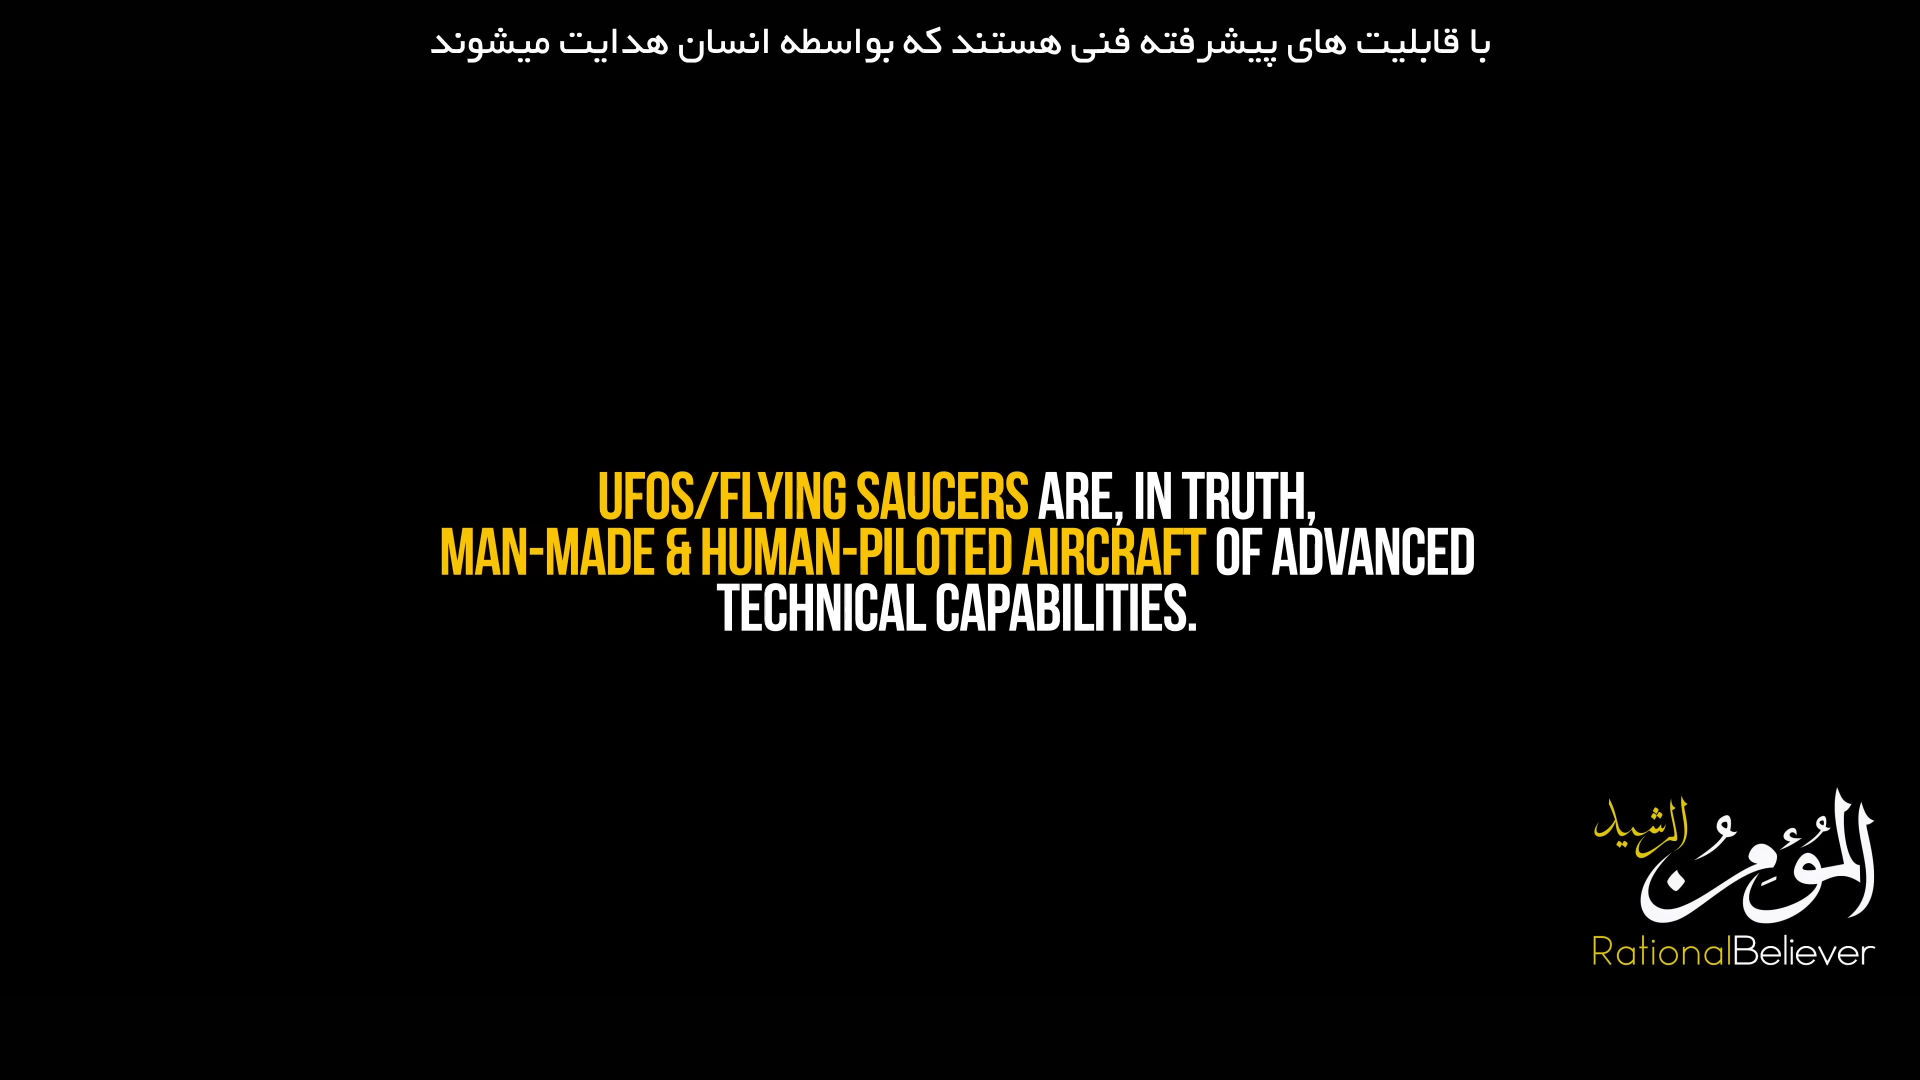 با قابلیت های پیشرفته فنی هستند که بواسطه انسان هدایت میشوند
UFOS/FLYING SAUCERS ARE, IN TRUTH,
MAN-MADE & HUMAN-PILOTED AIRCRAFT OF ADVANCED
TECHNICAL CAPABILITIES.
المُؤْمِنُ الرشيد
RationalBeliever